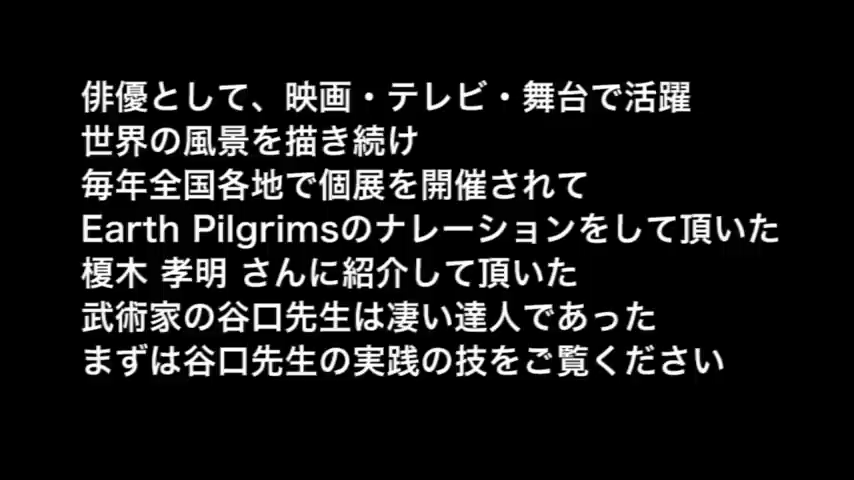 俳優として、映画・テレビ・舞台で活躍
世界の風景を描き続け
毎年全国各地で個展を開催されて
Earth Pilgrimsのナレーションをして頂いた
榎木 孝明 さんに紹介して頂いた
武術家の谷口先生は凄い達人であった
まずは谷口先生の実践の技をご覧ください